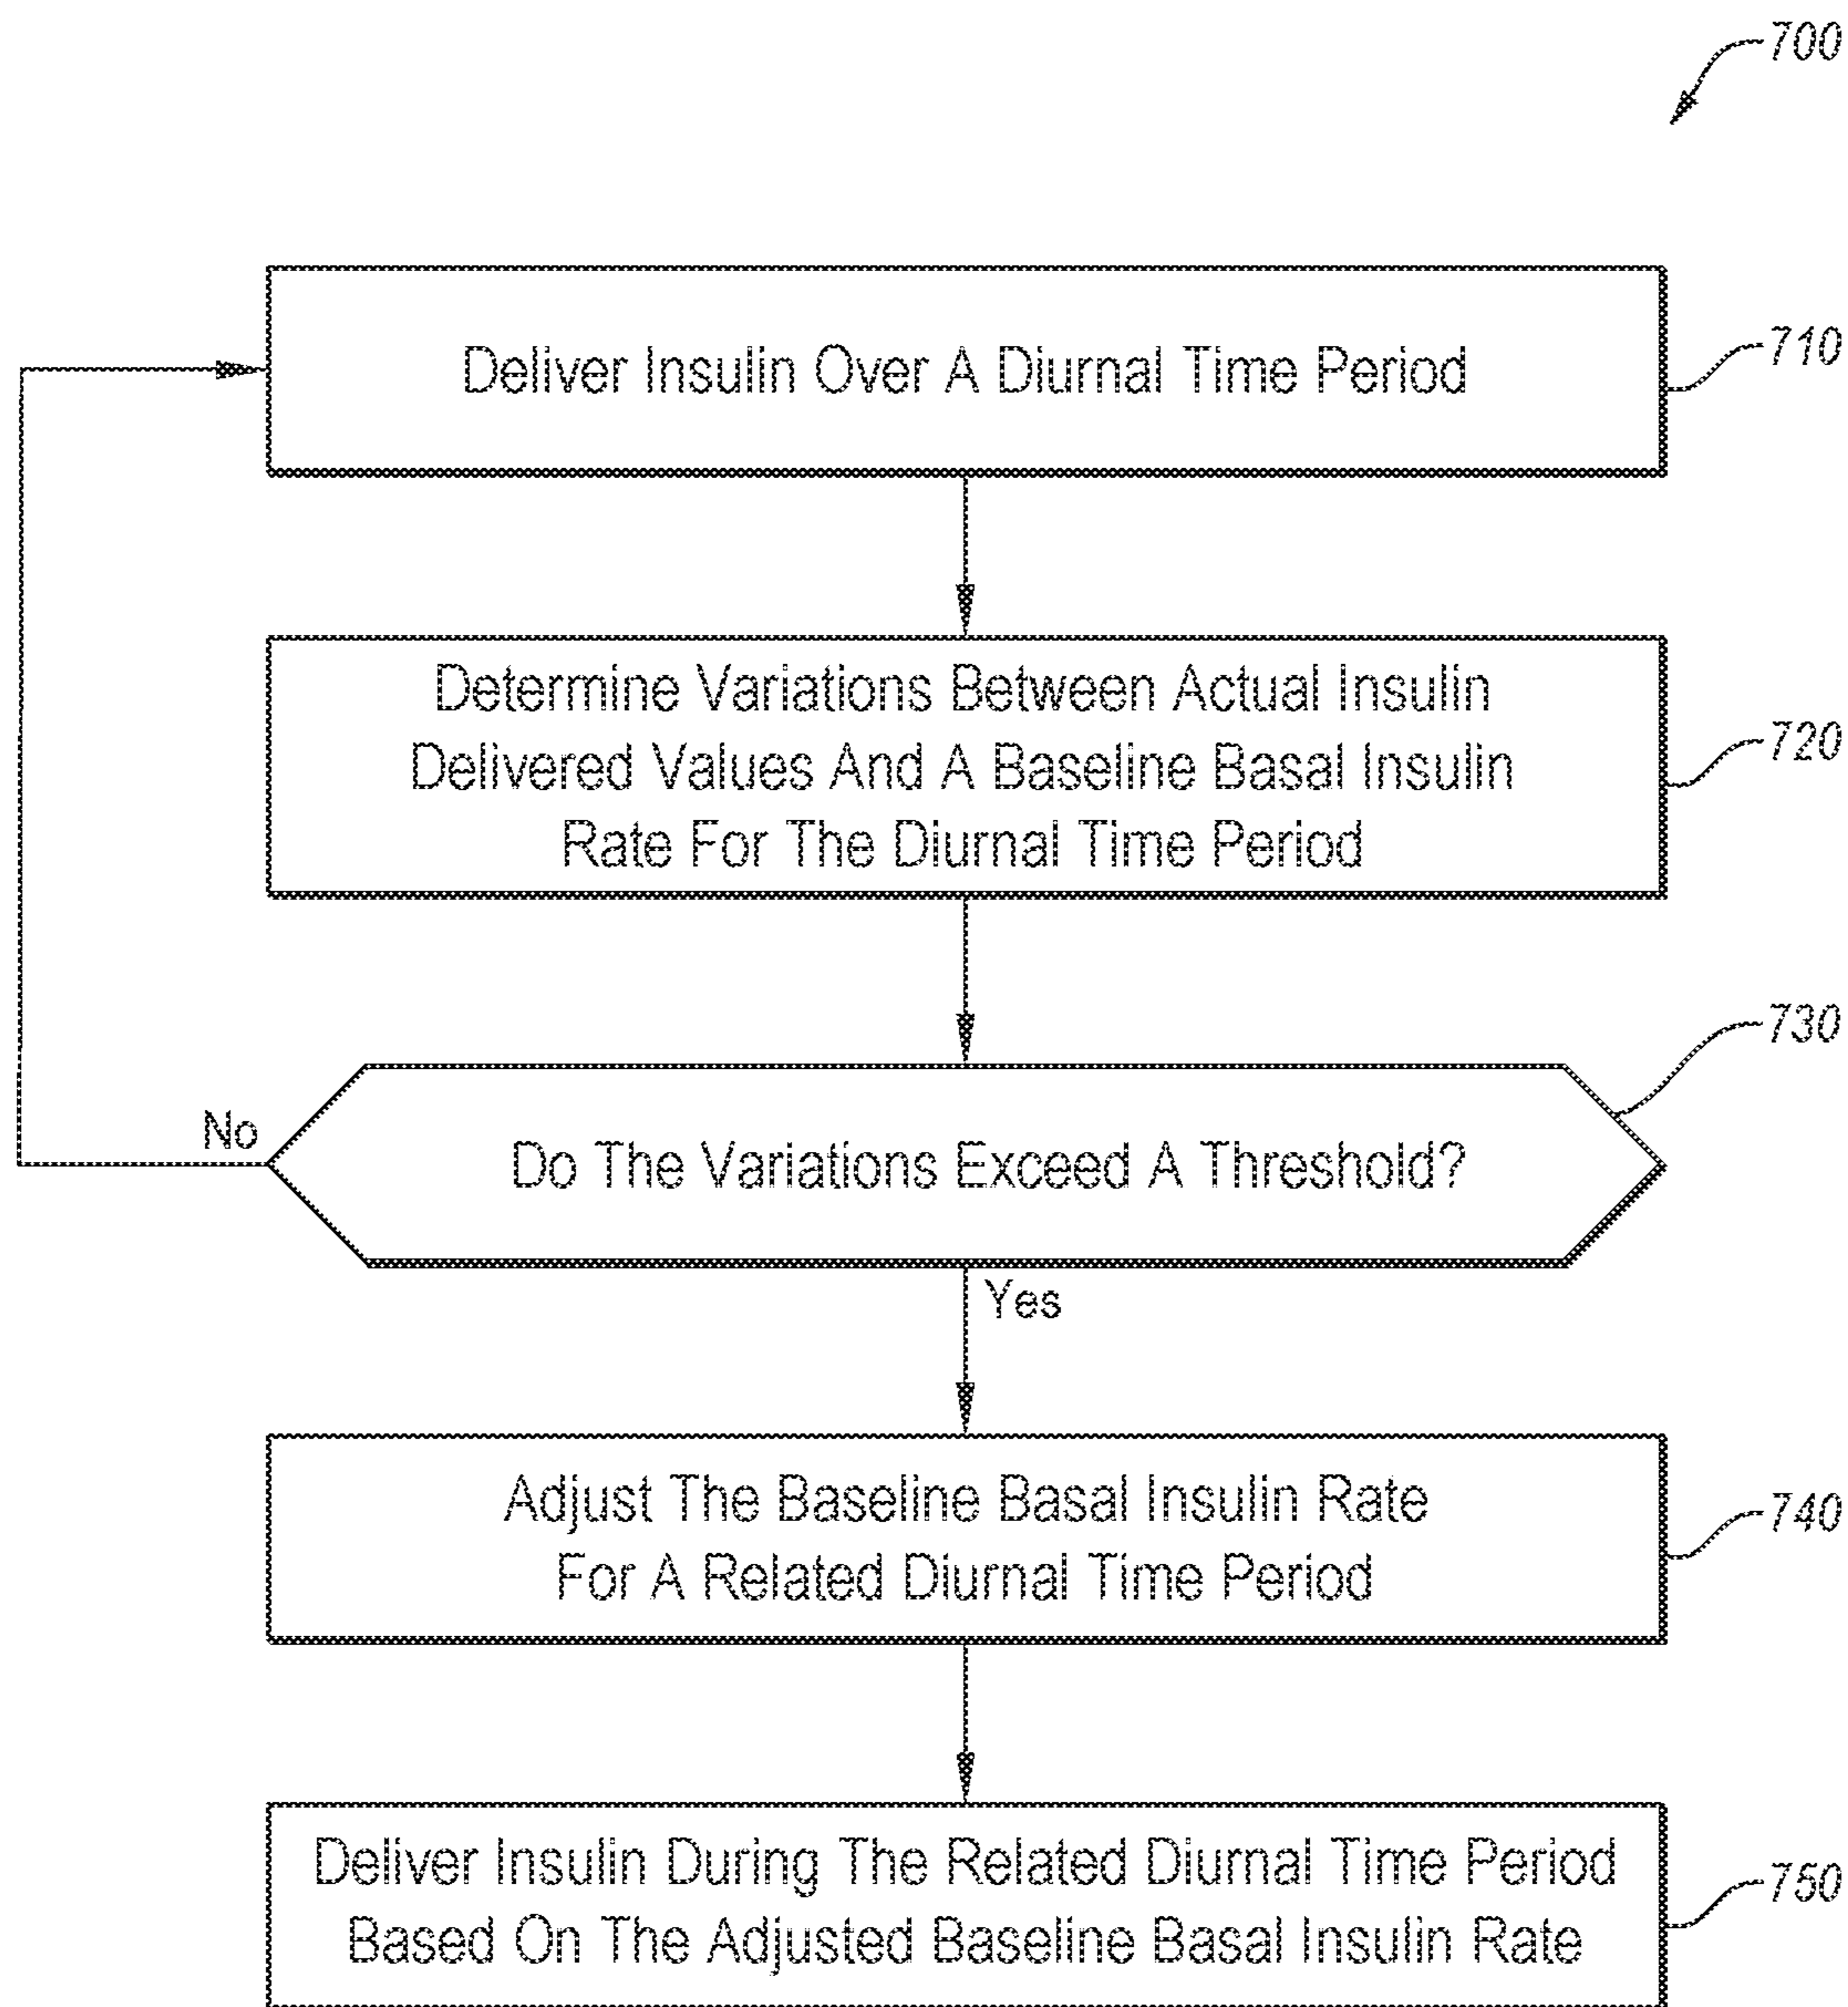 700
Deliver Insulin Over A Diurnal Time Period
710
Determine Variations Between Actual Insulin
Delivered Values And A Baseline Basal Insulin
Rate For The Diurnal Time Period
720
730
No
Do The Variations Exceed A Threshold?
Yes
Adjust The Baseline Basal Insulin Rate
For A Related Diurnal Time Period
740
Deliver Insulin During The Related Diurnal Time Period
Based On The Adjusted Baseline Basal Insulin Rate
750